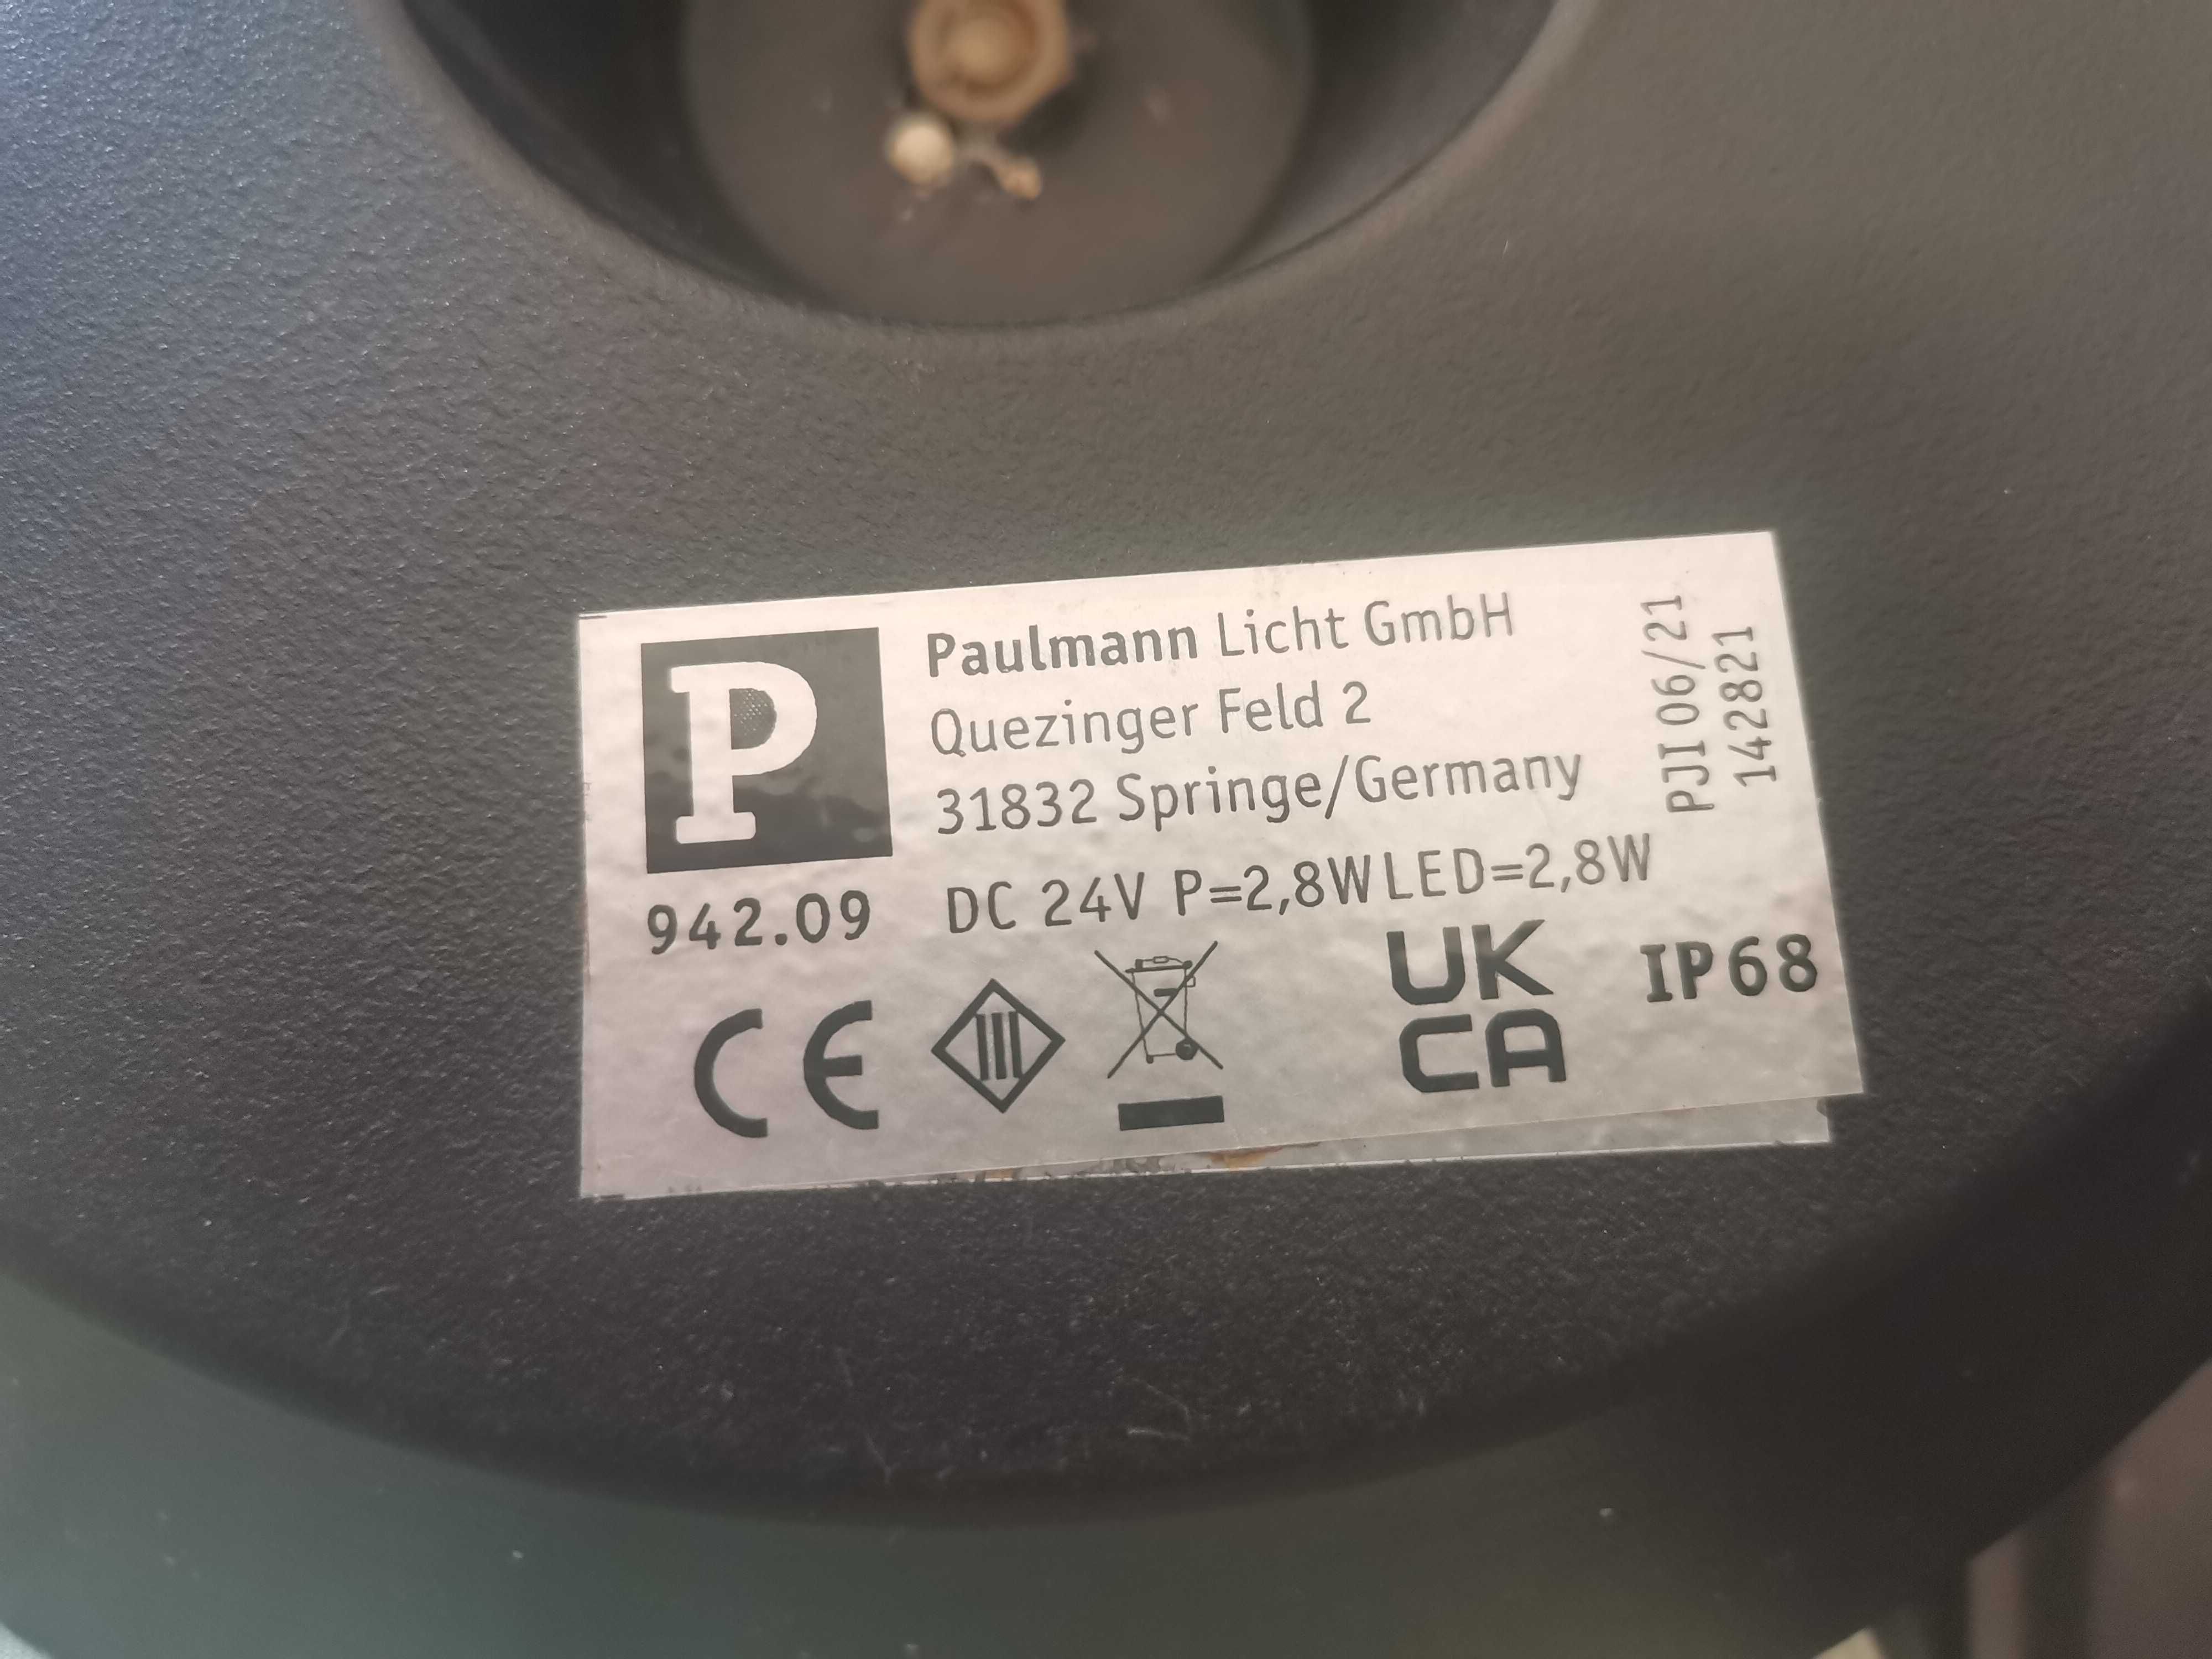 P
Paulmann Licht GmbH
Quezinger Feld 2
31832 Springe/Germany
PJI 06/21
142821
942.09
DC 24V P=2,8W LED=2,8W
CE
III
UK
CA
IP68